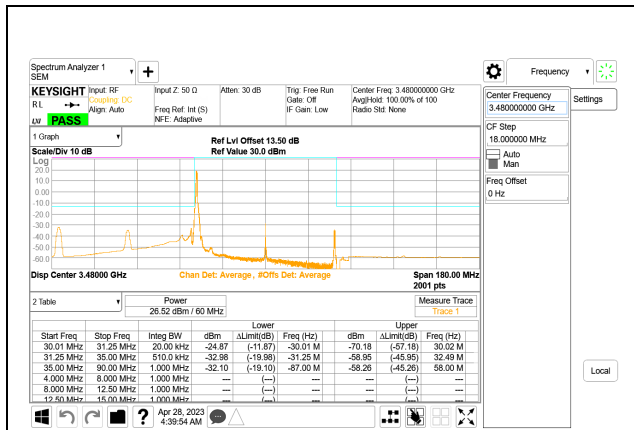 Spectrum Analyzer 1
SEM
+
Frequency
KEYSIGHT
R L
LXI
PASS
Input: RF
Coupling: DC
Align: Auto
Input Z: 50 Ω
Freq Ref: Int (S)
NFE: Adaptive
Atten: 30 dB
Trig: Free Run
Gate: Off
IF Gain: Low
Center Freq: 3.480000000 GHz
Avg|Hold: 100.00% of 100
Radio Std: None
Center Frequency
3.480000000 GHz
Settings
CF Step
18.000000 MHz
Auto
Man
Freq Offset
0 Hz
1 Graph
Scale/Div 10 dB
Ref Lvl Offset 13.50 dB
Ref Value 30.0 dBm
Log
20.0
10.0
0.00
-10.0
-20.0
-30.0
-40.0
-50.0
-60.0
Disp Center 3.48000 GHz
Chan Det: Average, #Offs Det: Average
Span 180.00 MHz
2001 pts
2 Table
Power
26.52 dBm / 60 MHz
Measure Trace
Trace 1
Lower Upper
Start Freq Stop Freq Integ BW dBm ΔLimit(dB) Freq (Hz) dBm ΔLimit(dB) Freq (Hz)
30.01 MHz 31.25 MHz 20.00 kHz -24.87 (-11.87) -30.01 M -70.18 (-57.18) 30.02 M
31.25 MHz 35.00 MHz 510.0 kHz -32.98 (-19.98) -31.25 M -58.95 (-45.95) 32.49 M
35.00 MHz 90.00 MHz 1.000 MHz -32.10 (-19.10) -87.00 M -58.26 (-45.26) 58.00 M
4.000 MHz 8.000 MHz 1.000 MHz --- (---) --- (---)
8.000 MHz 12.50 MHz 1.000 MHz --- (---) --- (---)
12.50 MHz 15.00 MHz 1.000 MHz --- (---) --- (---)
Local
?
Apr 28, 2023
4:39:54 AM